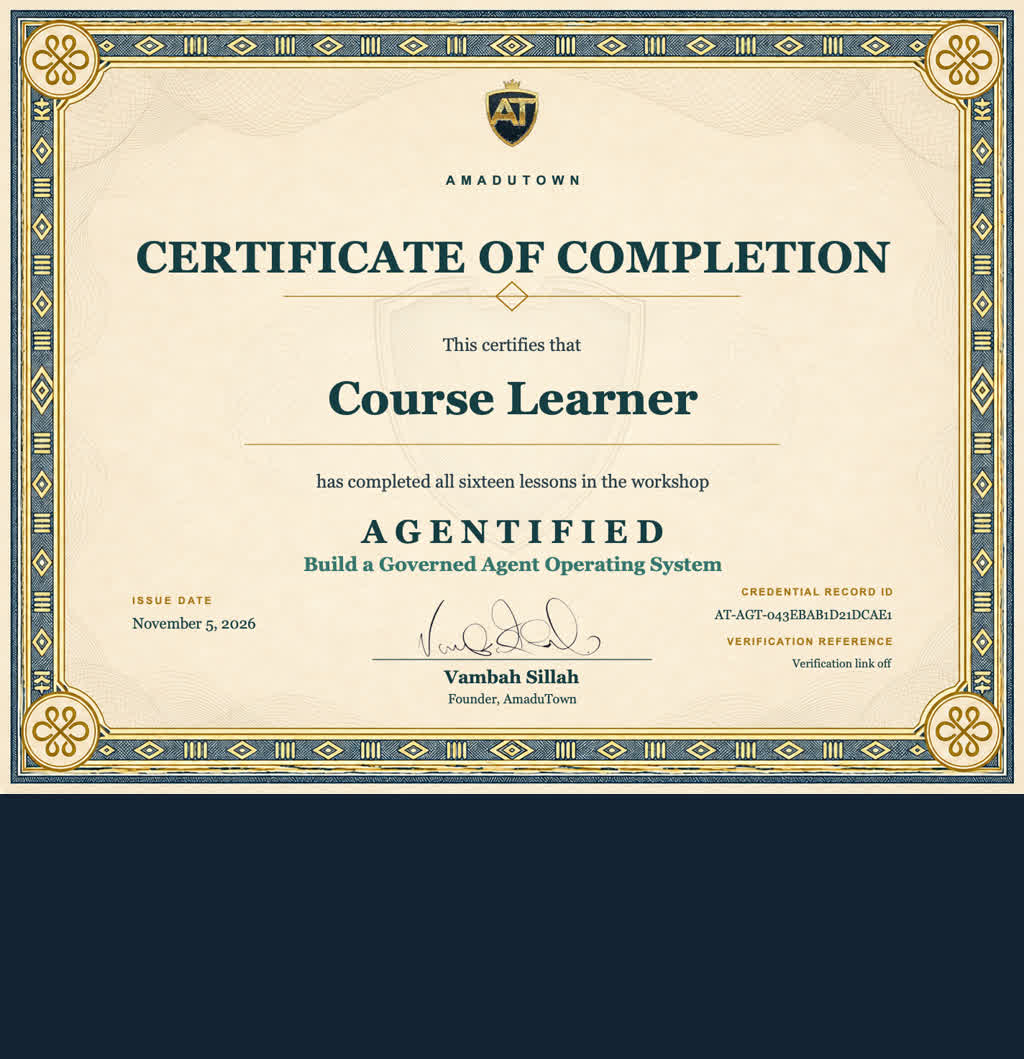 AT
AMADUTOWN
CERTIFICATE OF COMPLETION
This certifies that
Course Learner
has completed all sixteen lessons in the workshop
AGENTIFIED
Build a Governed Agent Operating System
ISSUE DATE
November 5, 2026
Vambah Sillah
Founder, AmaduTown
CREDENTIAL RECORD ID
AT-AGT-043EBAB1D21DCAE1
VERIFICATION REFERENCE
Verification link off